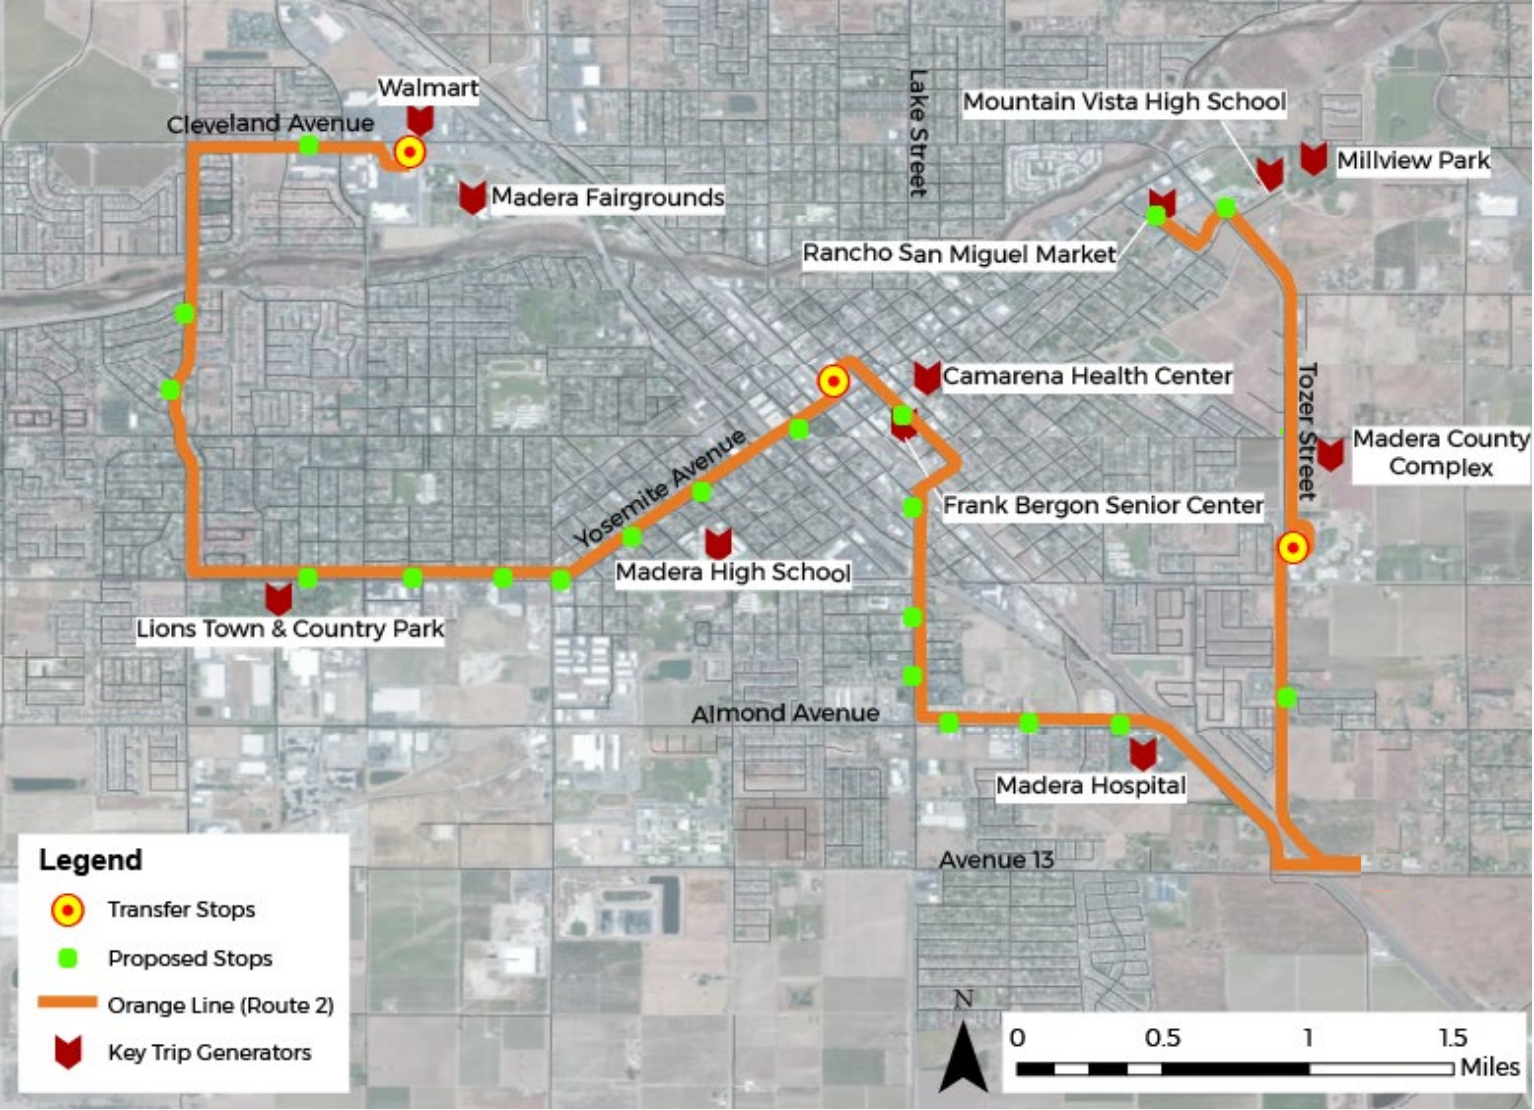 Walmart
Cleveland Avenue
Lake Street
Mountain Vista High School
Millview Park
Madera Fairgrounds
Rancho San Miguel Market
Camarena Health Center
Tozer Street
Madera County
Complex
Yosemite Avenue
Frank Bergon Senior Center
Madera High School
Lions Town & Country Park
Almond Avenue
Madera Hospital
Avenue 13
Legend
Transfer Stops
Proposed Stops
Orange Line (Route 2)
Key Trip Generators
N
0 0.5 1 1.5
Miles